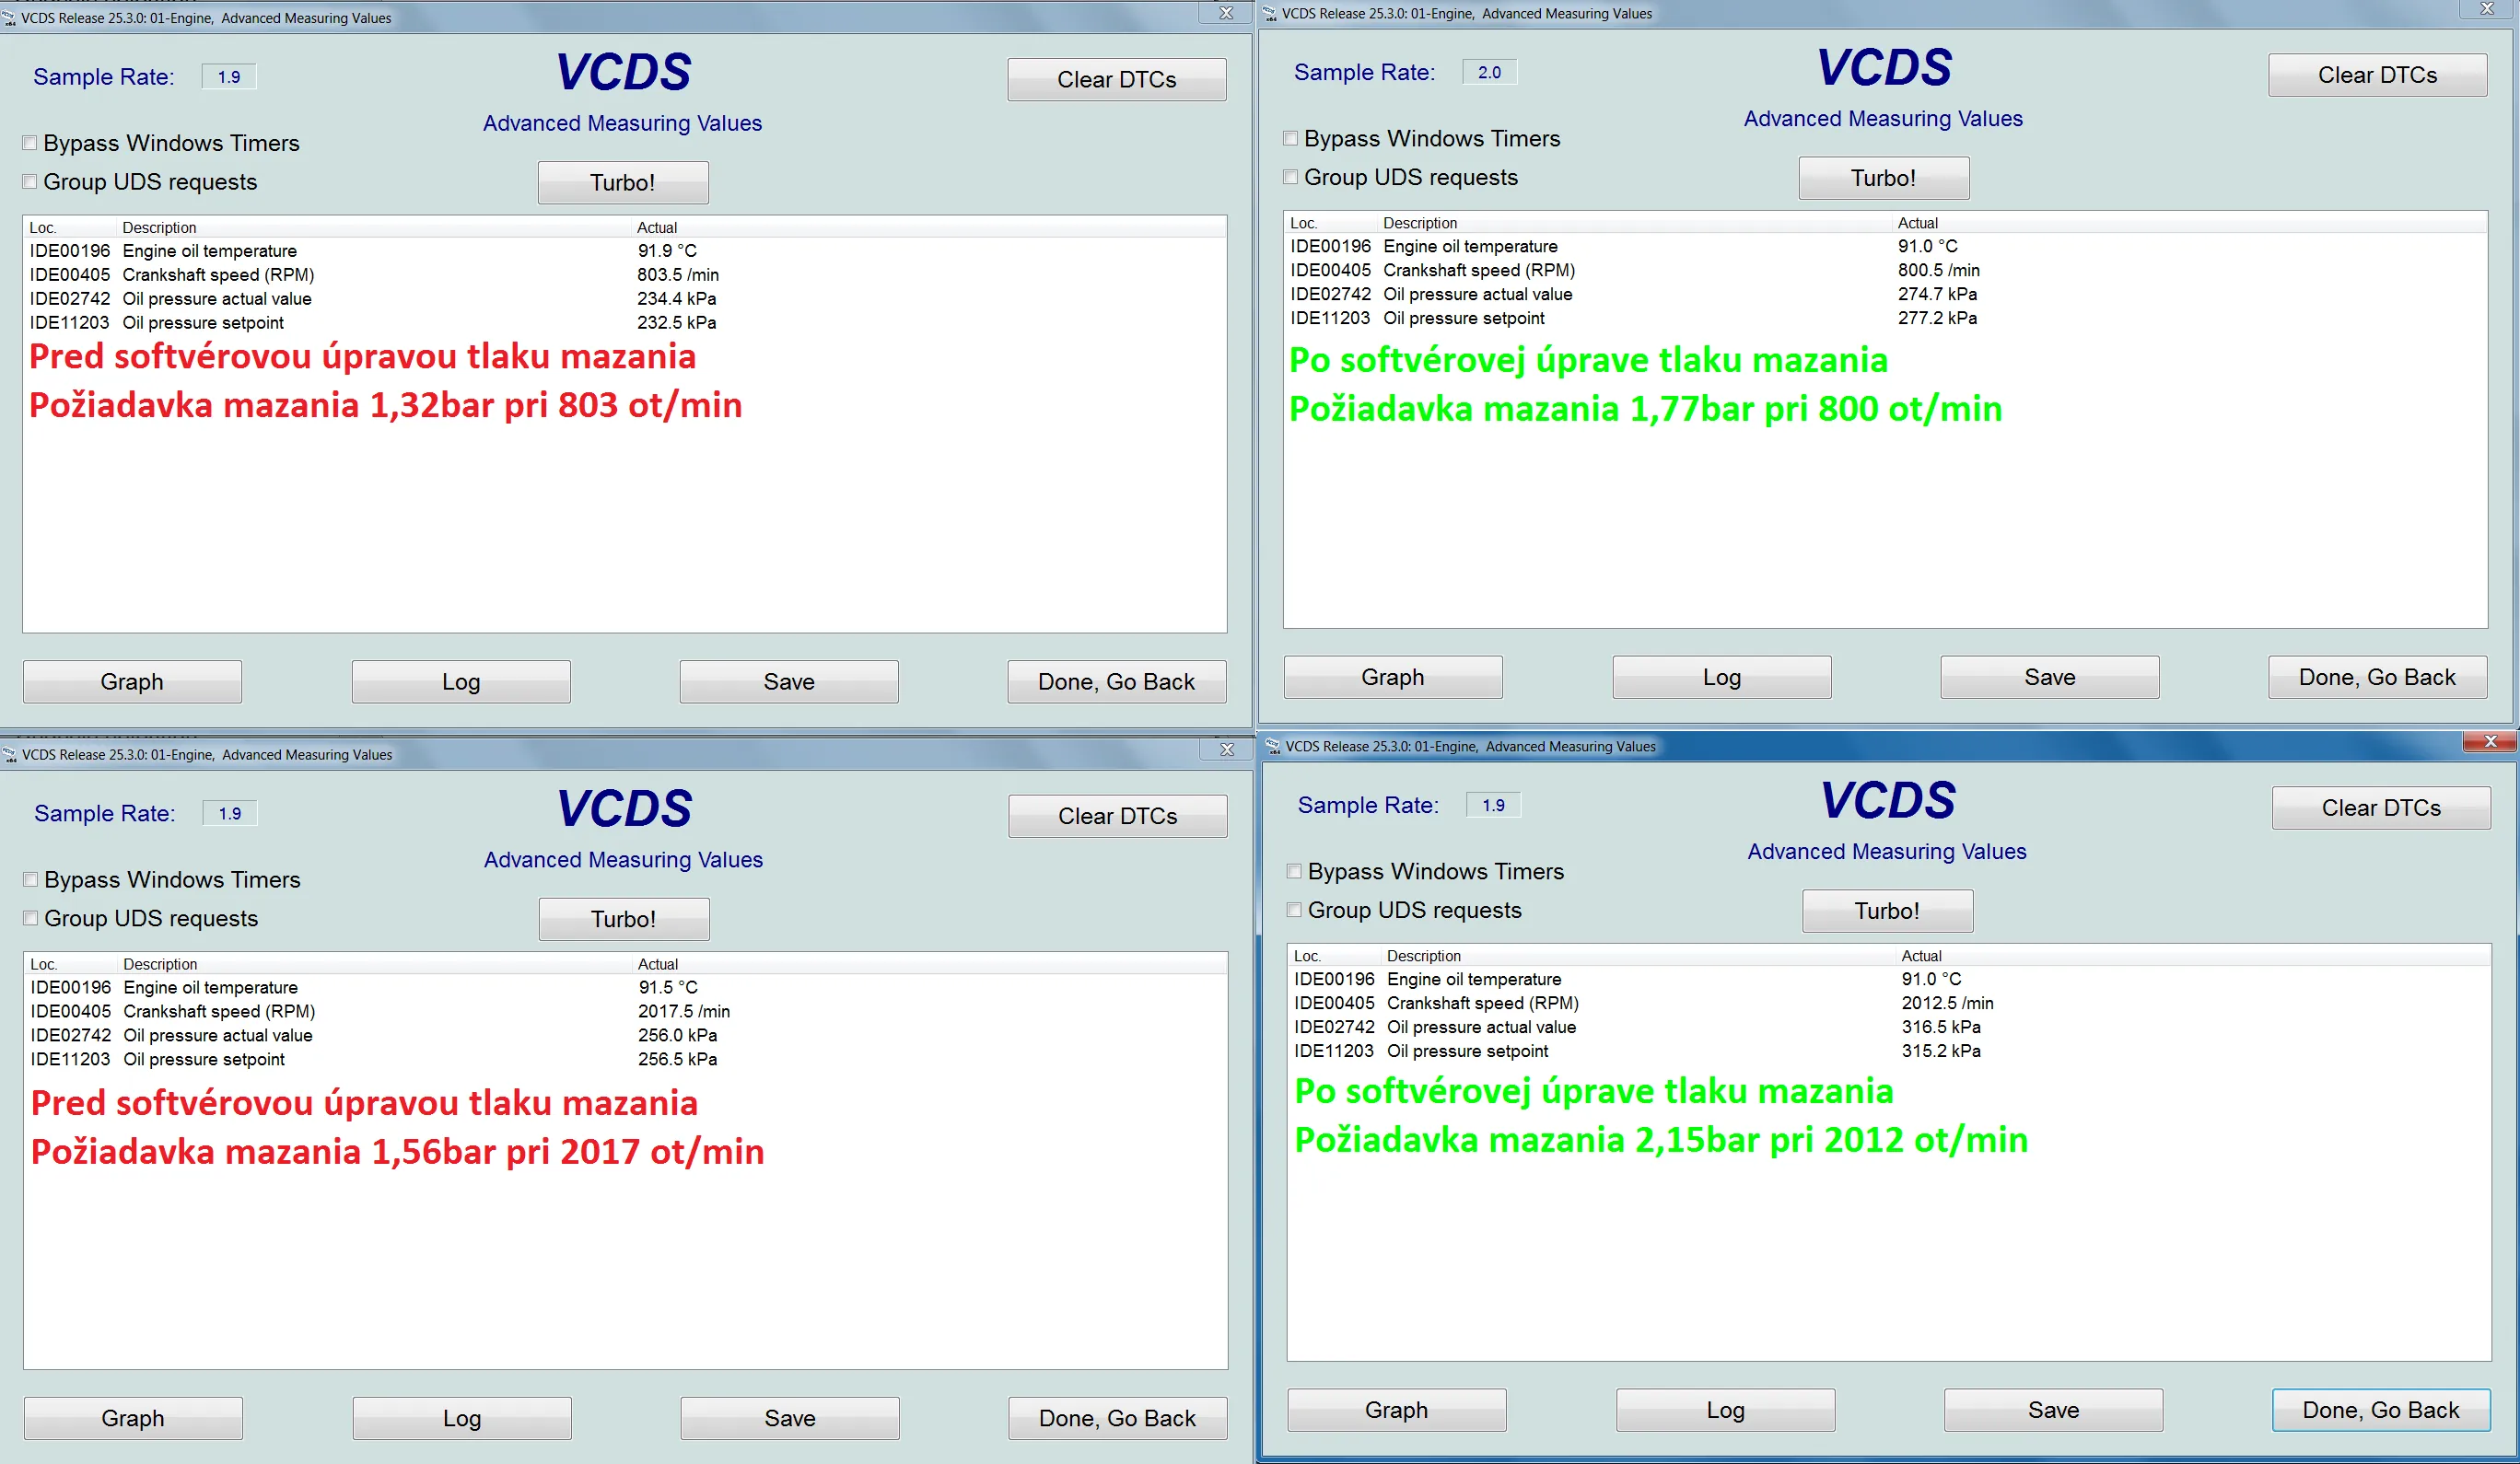 VCDS Release 25.3.0: 01-Engine, Advanced Measuring Values
Sample Rate: 1.9
VCDS
Clear DTCs
Advanced Measuring Values
Bypass Windows Timers
Group UDS requests
Turbo!
Loc. Description Actual
IDE00196 Engine oil temperature 91.9 °C
IDE00405 Crankshaft speed (RPM) 803.5 /min
IDE02742 Oil pressure actual value 234.4 kPa
IDE11203 Oil pressure setpoint 232.5 kPa
Pred softvérovou úpravou tlaku mazania
Požiadavka mazania 1,32bar pri 803 ot/min
Graph Log Save Done, Go Back
VCDS Release 25.3.0: 01-Engine, Advanced Measuring Values
Sample Rate: 2.0
VCDS
Clear DTCs
Advanced Measuring Values
Bypass Windows Timers
Group UDS requests
Turbo!
Loc. Description Actual
IDE00196 Engine oil temperature 91.0 °C
IDE00405 Crankshaft speed (RPM) 800.5 /min
IDE02742 Oil pressure actual value 274.7 kPa
IDE11203 Oil pressure setpoint 277.2 kPa
Po softvérovej úprave tlaku mazania
Požiadavka mazania 1,77bar pri 800 ot/min
Graph Log Save Done, Go Back
VCDS Release 25.3.0: 01-Engine, Advanced Measuring Values
Sample Rate: 1.9
VCDS
Clear DTCs
Advanced Measuring Values
Bypass Windows Timers
Group UDS requests
Turbo!
Loc. Description Actual
IDE00196 Engine oil temperature 91.5 °C
IDE00405 Crankshaft speed (RPM) 2017.5 /min
IDE02742 Oil pressure actual value 256.0 kPa
IDE11203 Oil pressure setpoint 256.5 kPa
Pred softvérovou úpravou tlaku mazania
Požiadavka mazania 1,56bar pri 2017 ot/min
Graph Log Save Done, Go Back
VCDS Release 25.3.0: 01-Engine, Advanced Measuring Values
Sample Rate: 1.9
VCDS
Clear DTCs
Advanced Measuring Values
Bypass Windows Timers
Group UDS requests
Turbo!
Loc. Description Actual
IDE00196 Engine oil temperature 91.0 °C
IDE00405 Crankshaft speed (RPM) 2012.5 /min
IDE02742 Oil pressure actual value 316.5 kPa
IDE11203 Oil pressure setpoint 315.2 kPa
Po softvérovej úprave tlaku mazania
Požiadavka mazania 2,15bar pri 2012 ot/min
Graph Log Save Done, Go Back